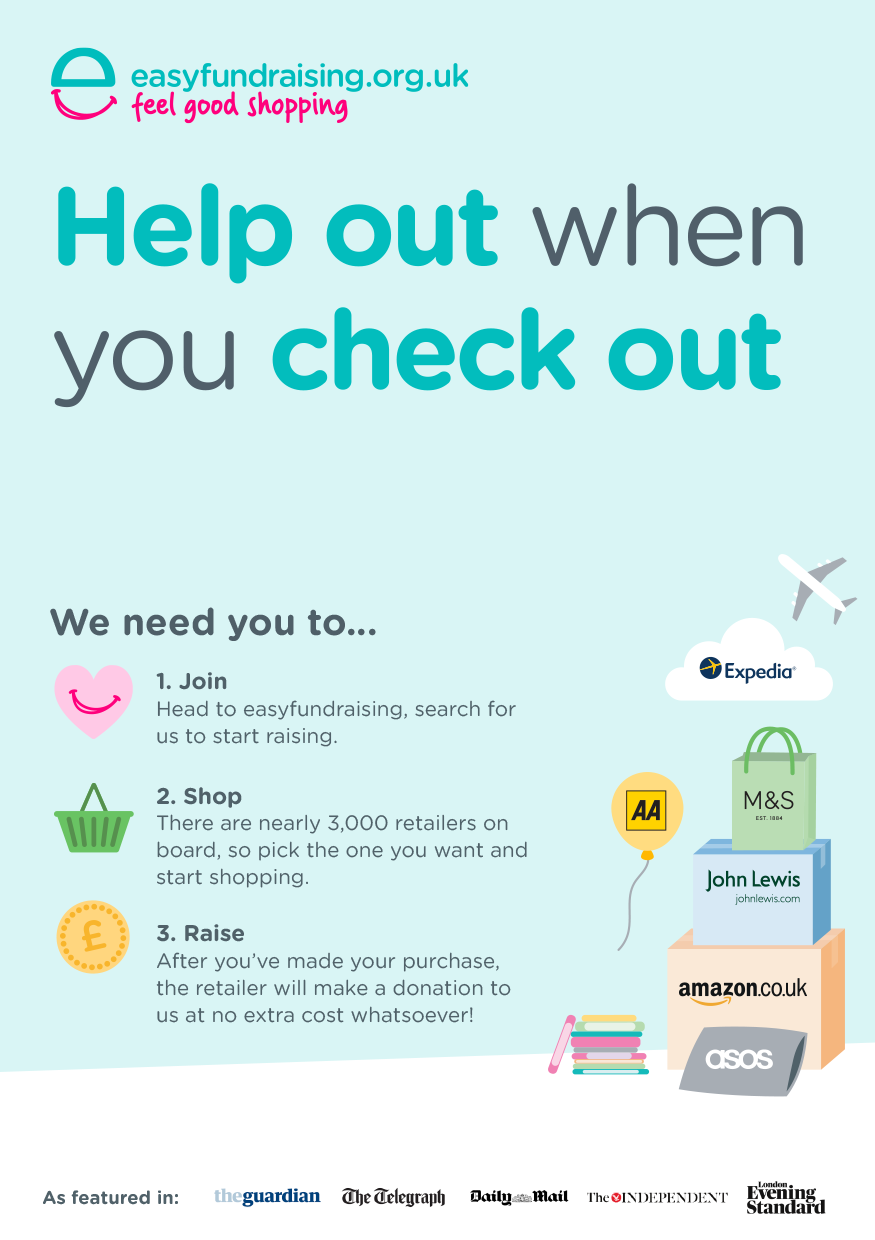 easyfundraising.org.uk
feel good shopping
Help out when
you check out
We need you to...
1. Join
Head to easyfundraising, search for
us to start raising.
2. Shop
There are nearly 3,000 retailers on
board, so pick the one you want and
start shopping.
3. Raise
After you’ve made your purchase,
the retailer will make a donation to
us at no extra cost whatsoever!
£
Expedia®
M&S
EST. 1884
AA
John Lewis
johnlewis.com
amazon.co.uk
asos
As featured in:
theguardian
The Telegraph
Daily Mail
The INDEPENDENT
London
Evening
Standard